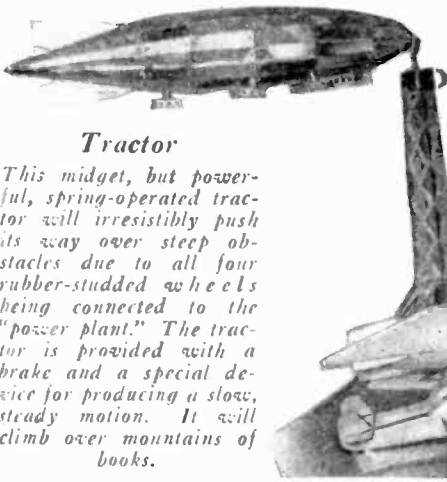 Tractor
This midget, but power-
ful, spring-operated trac-
tor will irresistibly push
its way over steep ob-
stacles due to all four
rubber-studded wheels
being connected to the
"power plant." The trac-
tor is provided with a
brake and a special de-
vice for producing a slow,
steady motion. It will
climb over mountains of
books.